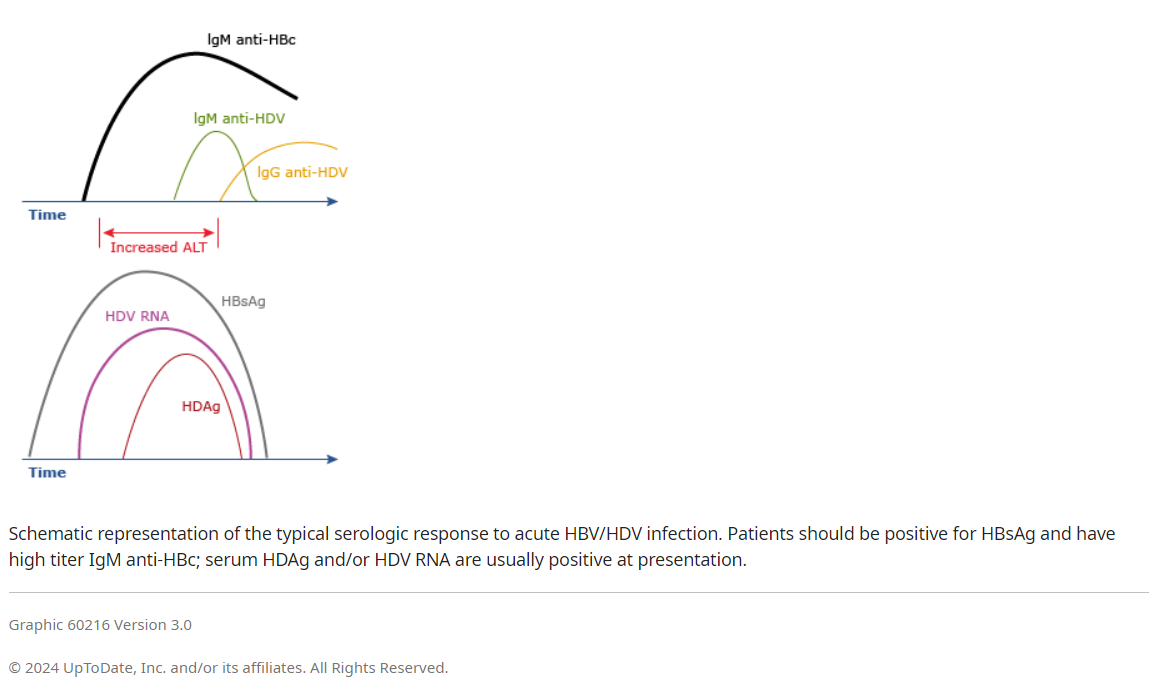 IgM anti-HBc
IgM anti-HDV
IgG anti-HDV
Time
Increased ALT
HBsAg
HDV RNA
HDAg
Time
Schematic representation of the typical serologic response to acute HBV/HDV infection. Patients should be positive for HBsAg and have
high titer IgM anti-HBc; serum HDAg and/or HDV RNA are usually positive at presentation.
Graphic 60216 Version 3.0
© 2024 UpToDate, Inc. and/or its affiliates. All Rights Reserved.